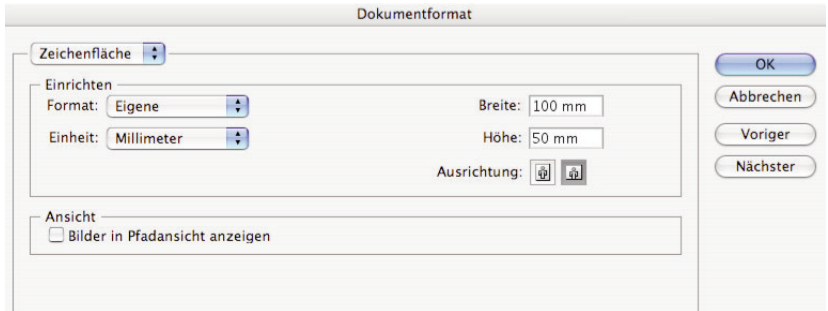 Dokumentformat
Zeichenfläche
OK
Einrichten
Format: Eigene
Breite: 100 mm
Abbrechen
Einheit: Millimeter
Höhe: 50 mm
Voriger
Ausrichtung:
Nächster
Ansicht
Bilder in Pfadansicht anzeigen